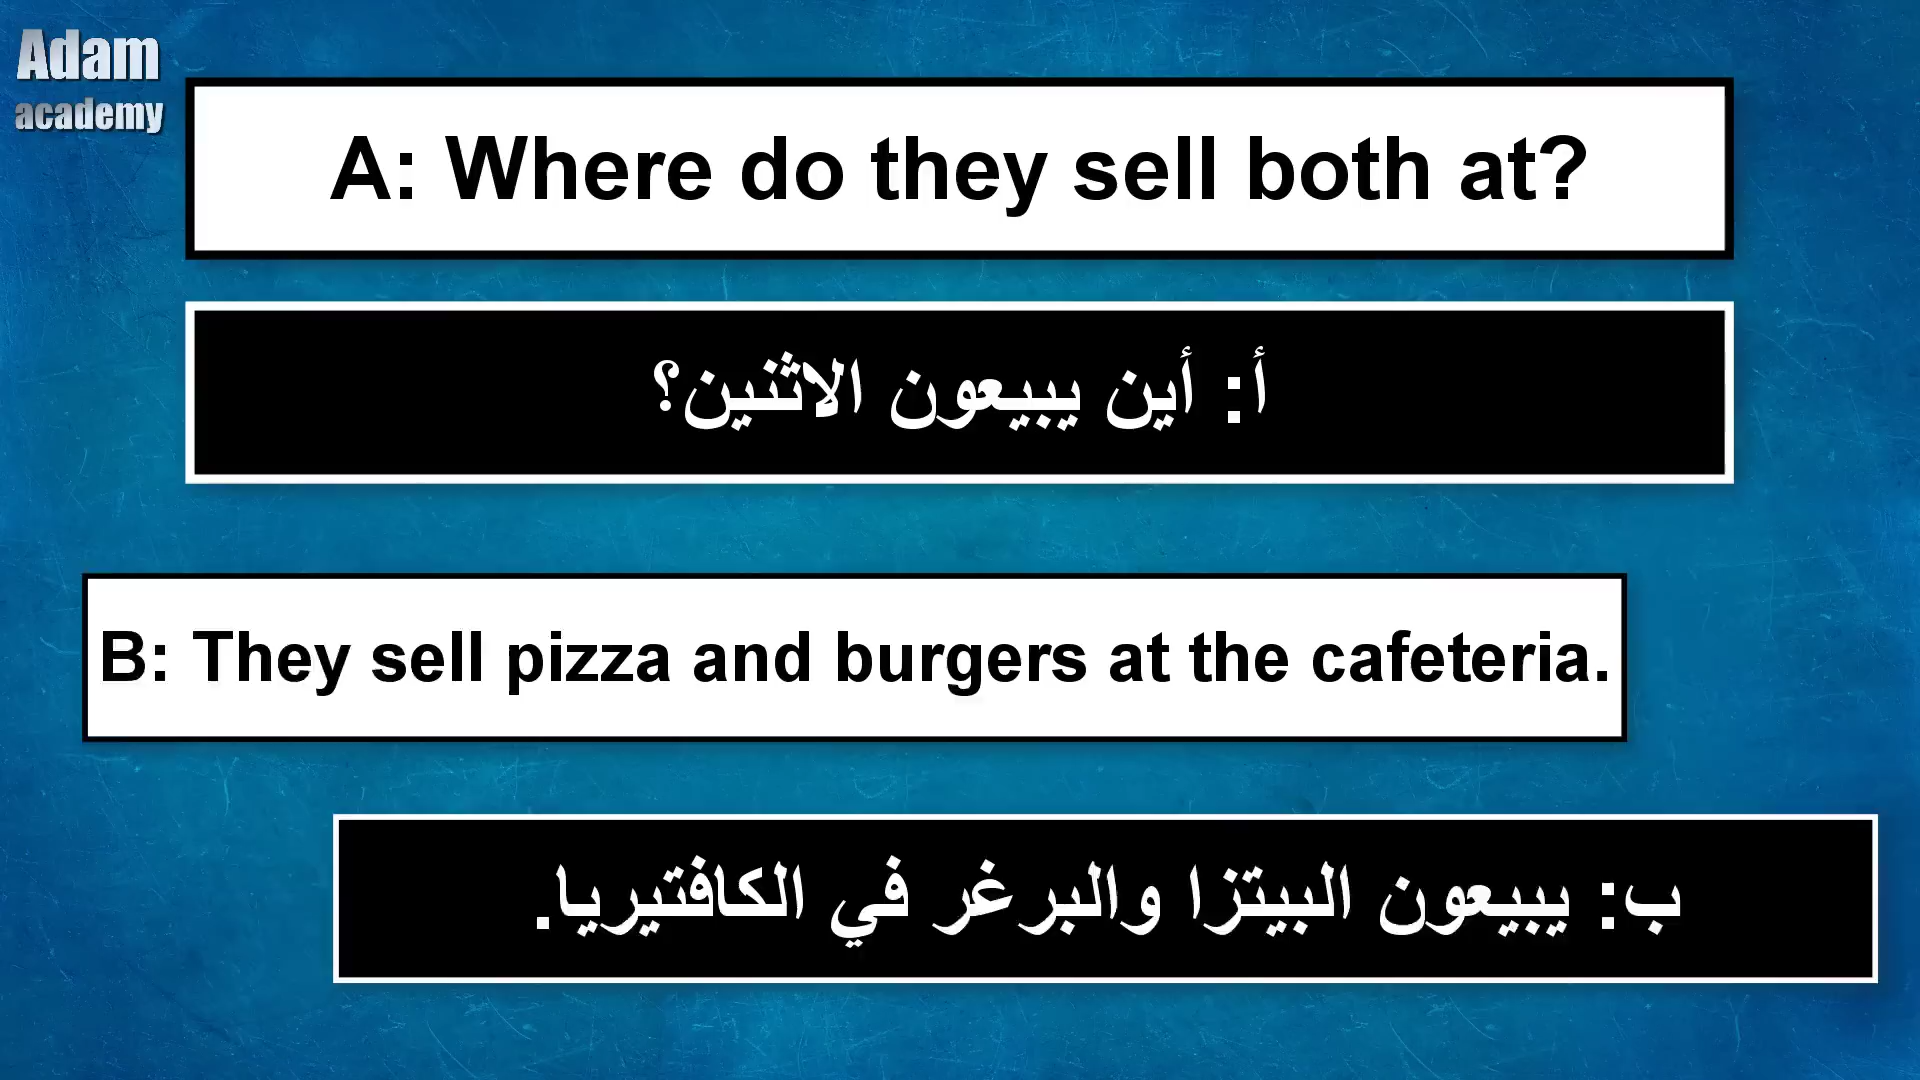 Adam
academy
A: Where do they sell both at?
أ: أين يبيعون الاثنين؟
B: They sell pizza and burgers at the cafeteria.
ب: يبيعون البيتزا والبرغر في الكافتيريا.